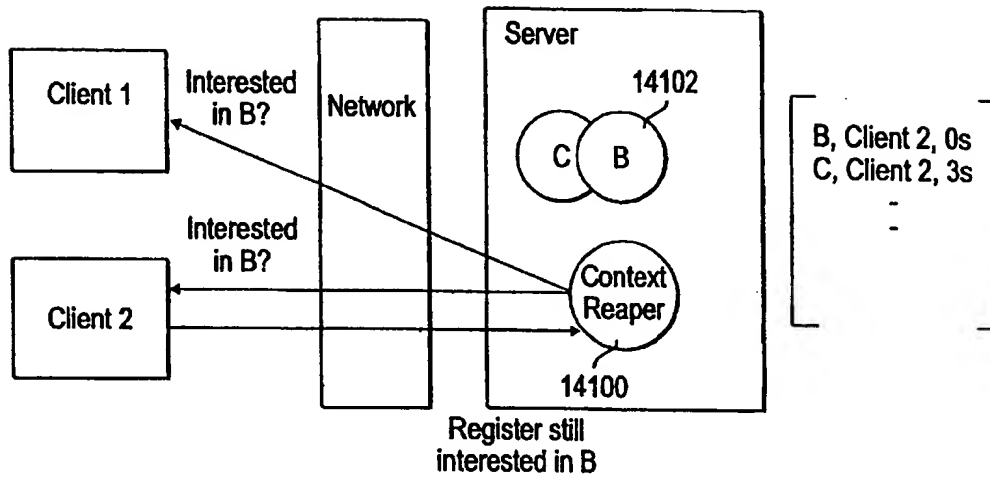 Server
14102
Client 1
Interested
in B?
Network
C
B
B, Client 2, 0s
C, Client 2, 3s
-
-
Interested
in B?
Client 2
Context
Reaper
14100
Register still
interested in B